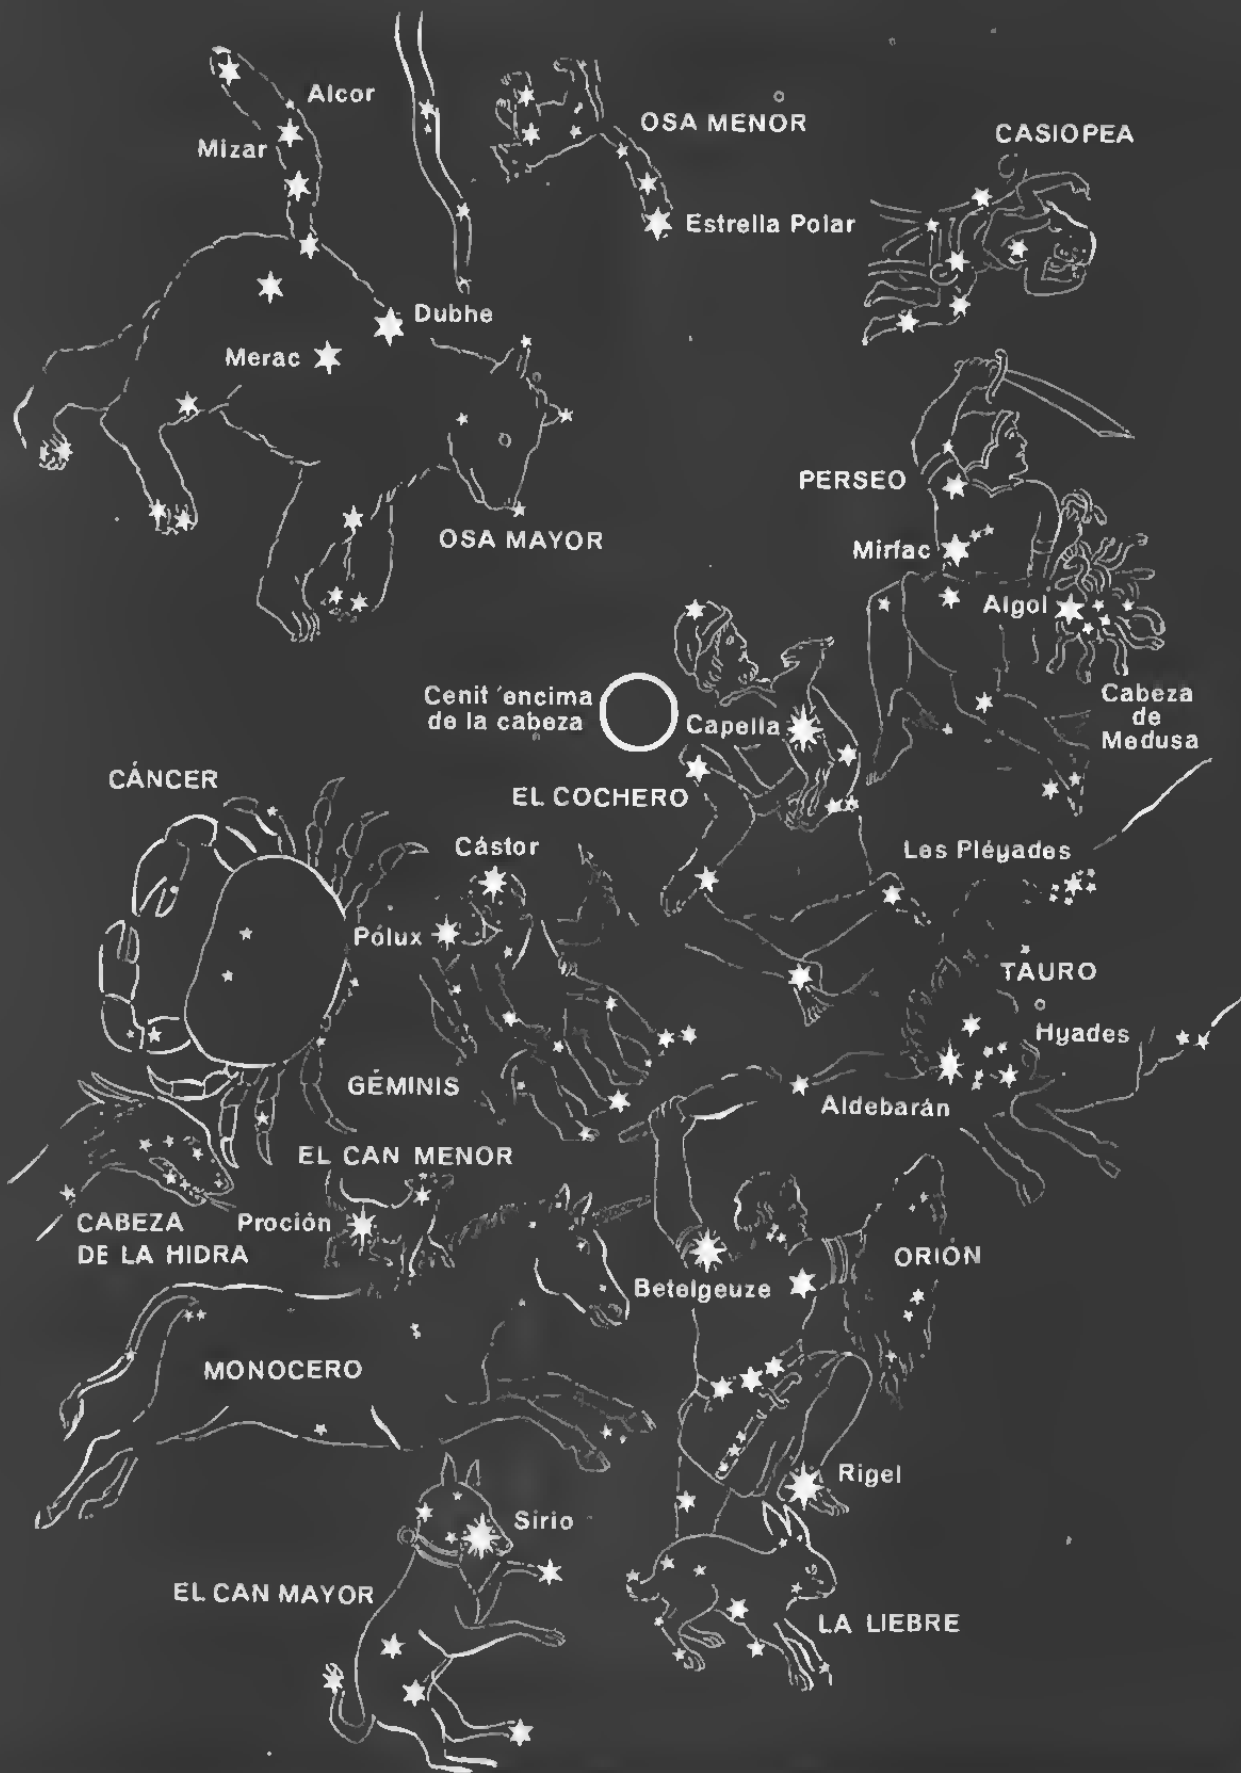 Alcor
OSA MENOR
CASIOPEA
Mizar
Estrella Polar
Dubhe
Merac
PERSEO
OSA MAYOR
Mirfac
Algol
Cenit encima
de la cabeza
Capella
Cabeza
de
Medusa
CÁNCER
EL COCHERO
Cástor
Les Pléyades
Pólux
TAURO
Hyades
GÉMINIS
Aldebarán
EL CAN MENOR
CABEZA
DE LA HIDRA
Proción
ORIÓN
Betelgeuze
MONOCERO
Rigel
Sirio
EL CAN MAYOR
LA LIEBRE